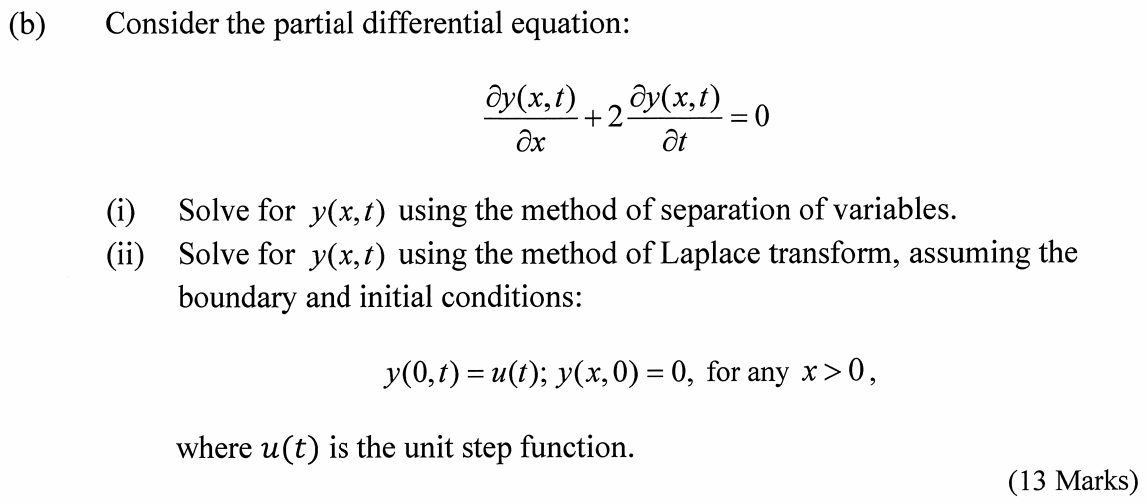 (b) Consider the partial differential equation:
∂y(x,t)/∂x + 2 ∂y(x,t)/∂t = 0
(i) Solve for y(x,t) using the method of separation of variables.
(ii) Solve for y(x,t) using the method of Laplace transform, assuming the
boundary and initial conditions:
y(0,t) = u(t); y(x,0) = 0, for any x > 0,
where u(t) is the unit step function.
(13 Marks)